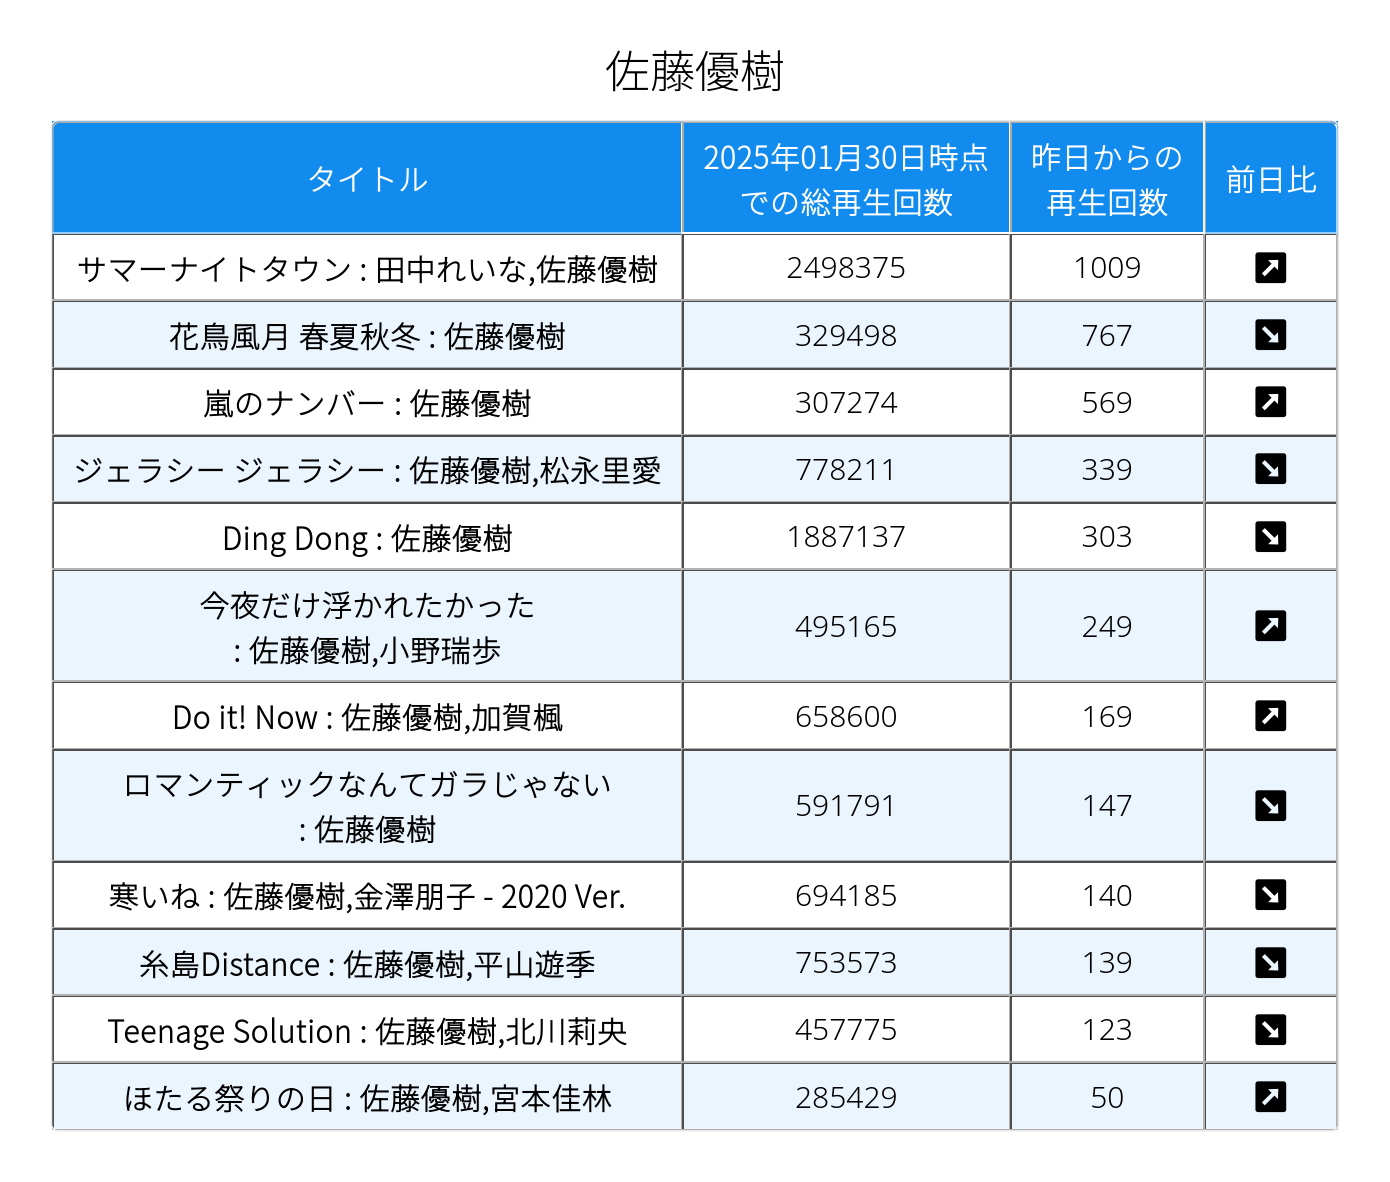 佐藤優樹
タイトル
2025年01月30日時点
での総再生回数
昨日からの
再生回数
前日比
サマーナイトタウン : 田中れいな,佐藤優樹 2498375 1009 ↗
花鳥風月 春夏秋冬 : 佐藤優樹 329498 767 ↘
嵐のナンバー : 佐藤優樹 307274 569 ↗
ジェラシー ジェラシー : 佐藤優樹,松永里愛 778211 339 ↘
Ding Dong : 佐藤優樹 1887137 303 ↘
今夜だけ浮かれたかった
: 佐藤優樹,小野瑞歩 495165 249 ↗
Do it! Now : 佐藤優樹,加賀楓 658600 169 ↗
ロマンティックなんてガラじゃない
: 佐藤優樹 591791 147 ↘
寒いね : 佐藤優樹,金澤朋子 - 2020 Ver. 694185 140 ↘
糸島Distance : 佐藤優樹,平山遊季 753573 139 ↘
Teenage Solution : 佐藤優樹,北川莉央 457775 123 ↘
ほたる祭りの日 : 佐藤優樹,宮本佳林 285429 50 ↗